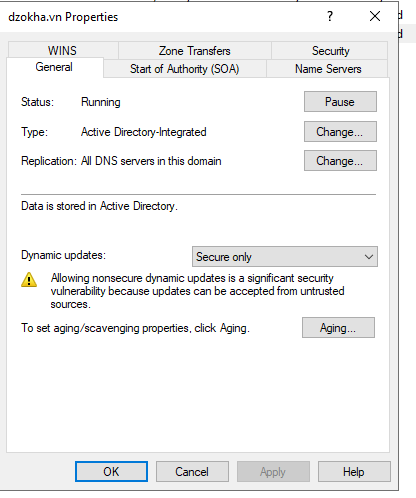 dzokha.vn Properties
? ×
WINS Zone Transfers Security
General Start of Authority (SOA) Name Servers
Status: Running Pause
Type: Active Directory-Integrated Change...
Replication: All DNS servers in this domain Change...
Data is stored in Active Directory.
Dynamic updates: Secure only
Allowing nonsecure dynamic updates is a significant security
vulnerability because updates can be accepted from untrusted
sources.
To set aging/scavenging properties, click Aging. Aging...
OK Cancel Apply Help